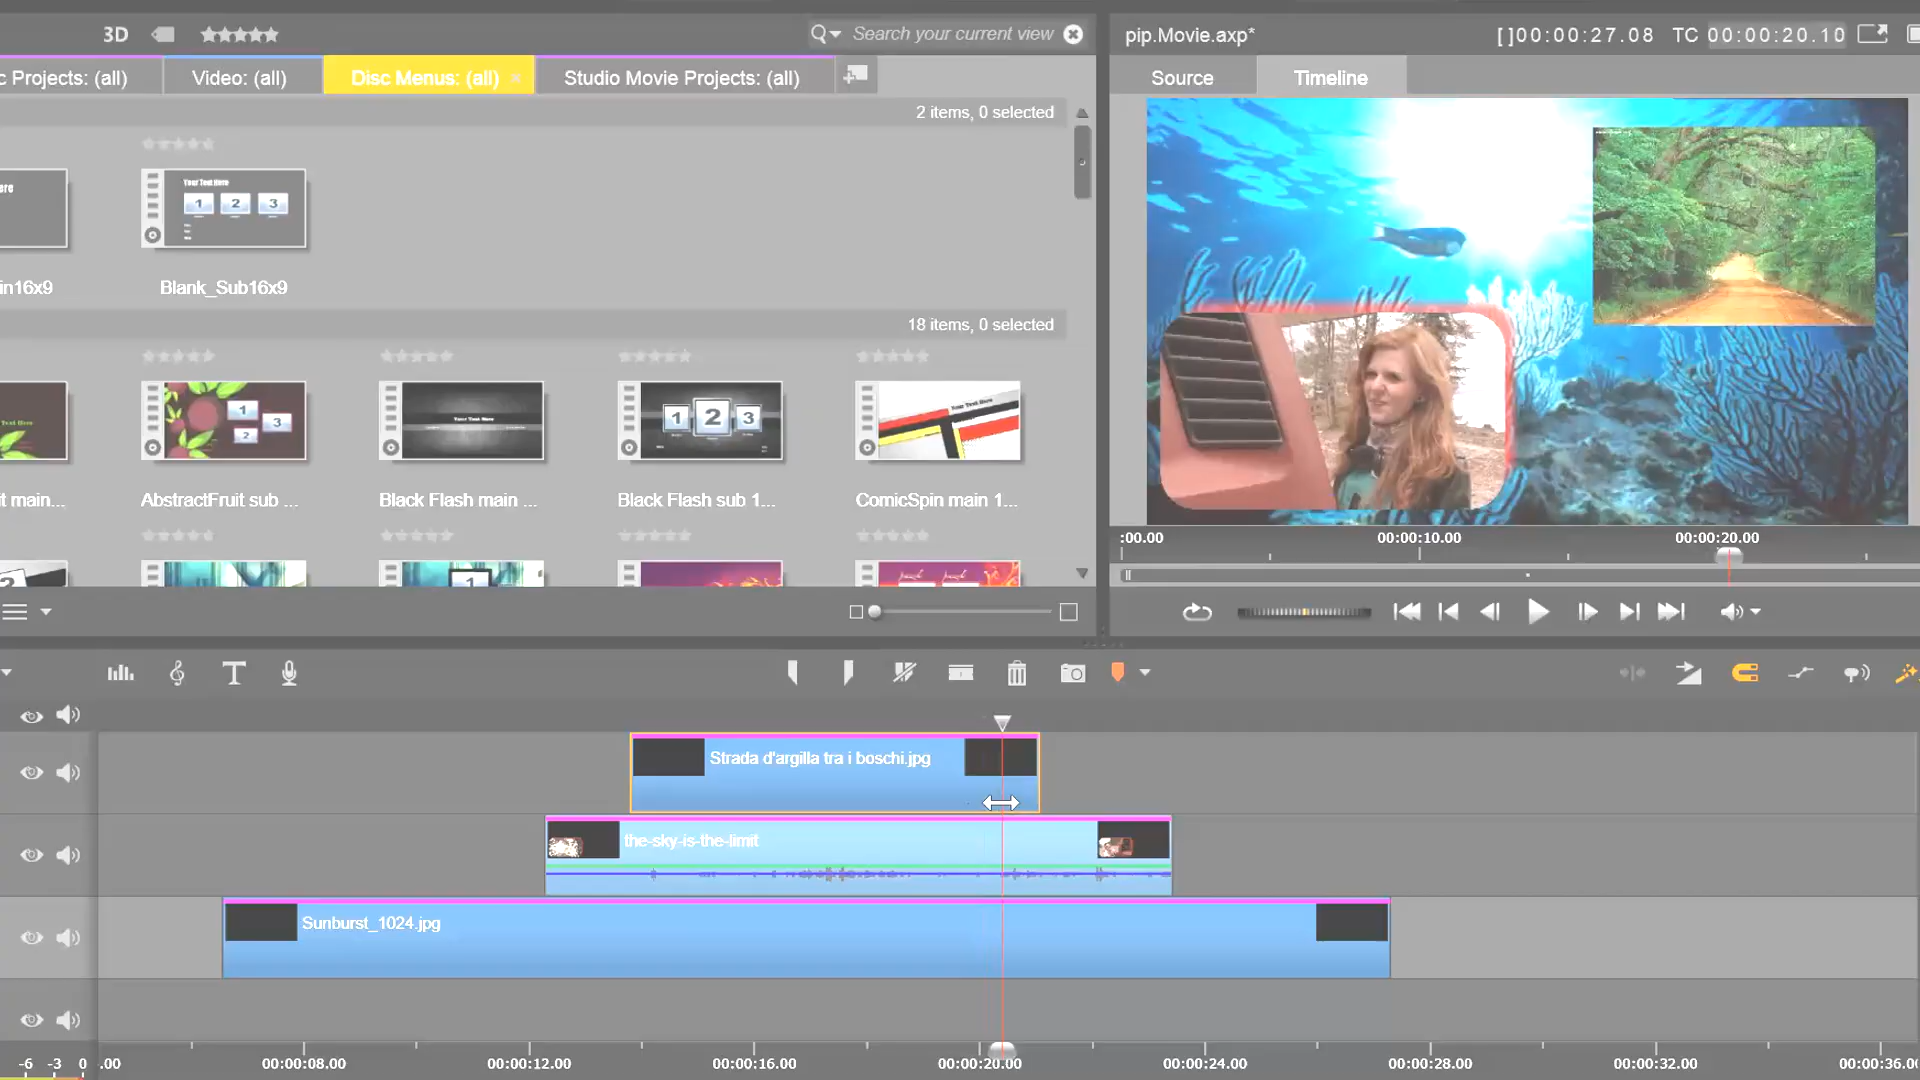 3D
Search your current view
pip.Movie.axp*
[]00:00:27.08 TC 00:00:20.10
c Projects: (all)
Video: (all)
Disc Menus: (all) ×
Studio Movie Projects: (all)
Source
Timeline
2 items, 0 selected
ere
Your Text Here
1 2 3
in16x9
Blank_Sub16x9
18 items, 0 selected
Text Here
1 3
2
Your Text Here
1 2 3
Your Text Here
t main...
AbstractFruit sub ...
Black Flash main ...
Black Flash sub 1...
ComicSpin main 1...
2
1
:00.00
00:00:10.00
00:00:20.00
Strada d'argilla tra i boschi.jpg
the-sky-is-the-limit
Sunburst_1024.jpg
-6 -3 0
.00
00:00:08.00
00:00:12.00
00:00:16.00
00:00:20.00
00:00:24.00
00:00:28.00
00:00:32.00
00:00:36.0